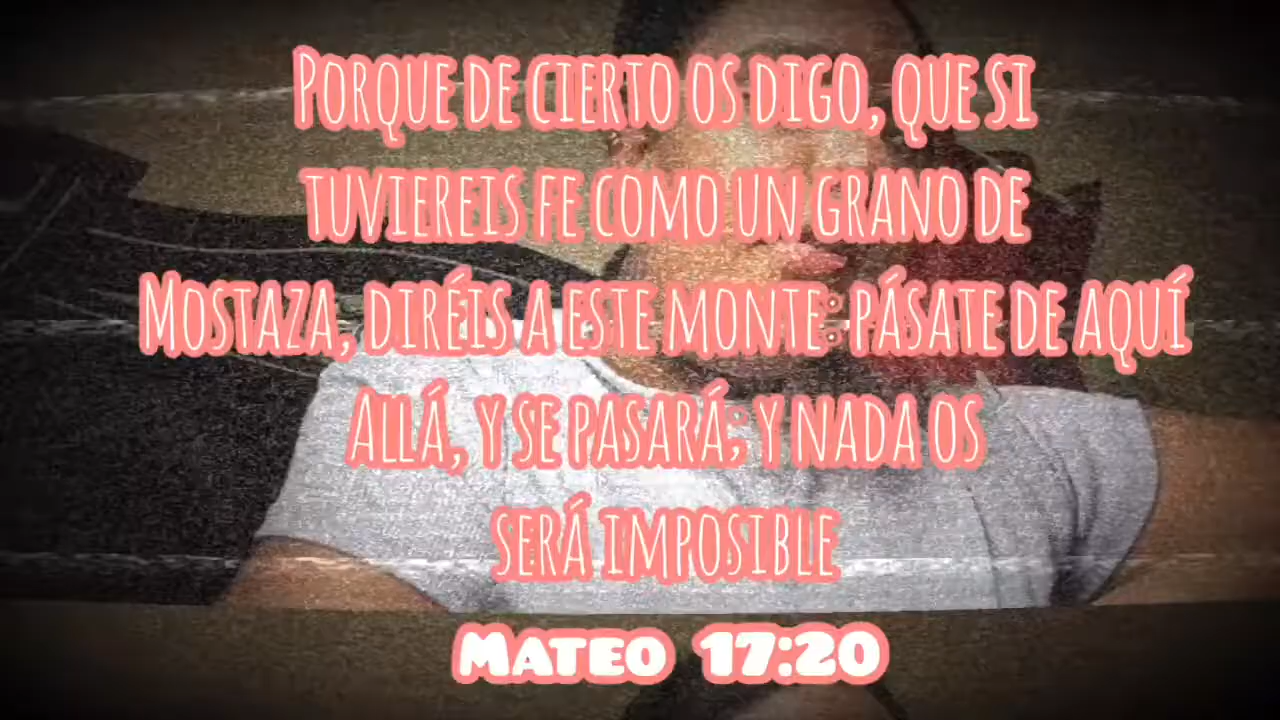 Porque de cierto os digo, que si
tuviereis fe como un grano de
Mostaza, diréis a este monte: pásate de aquí
Allá, y se pasará; y nada os
será imposible
Mateo 17:20